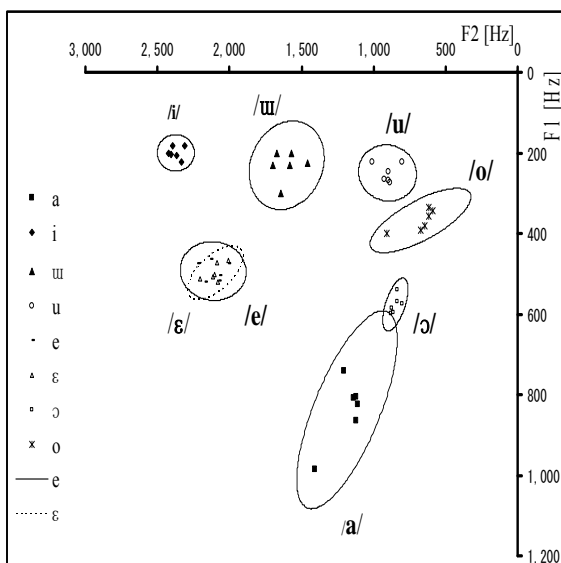 F2 [Hz]
3,000 2,500 2,000 1,500 1,000 500 0
0
F1 [Hz]
/i/ /ɯ/ /u/
200
/o/
a
i
400
ɯ
u
/ɛ/ /e/ /ɔ/
600
e
ɛ
800
ɔ
o
1,000
e
/a/
ɛ
1,200